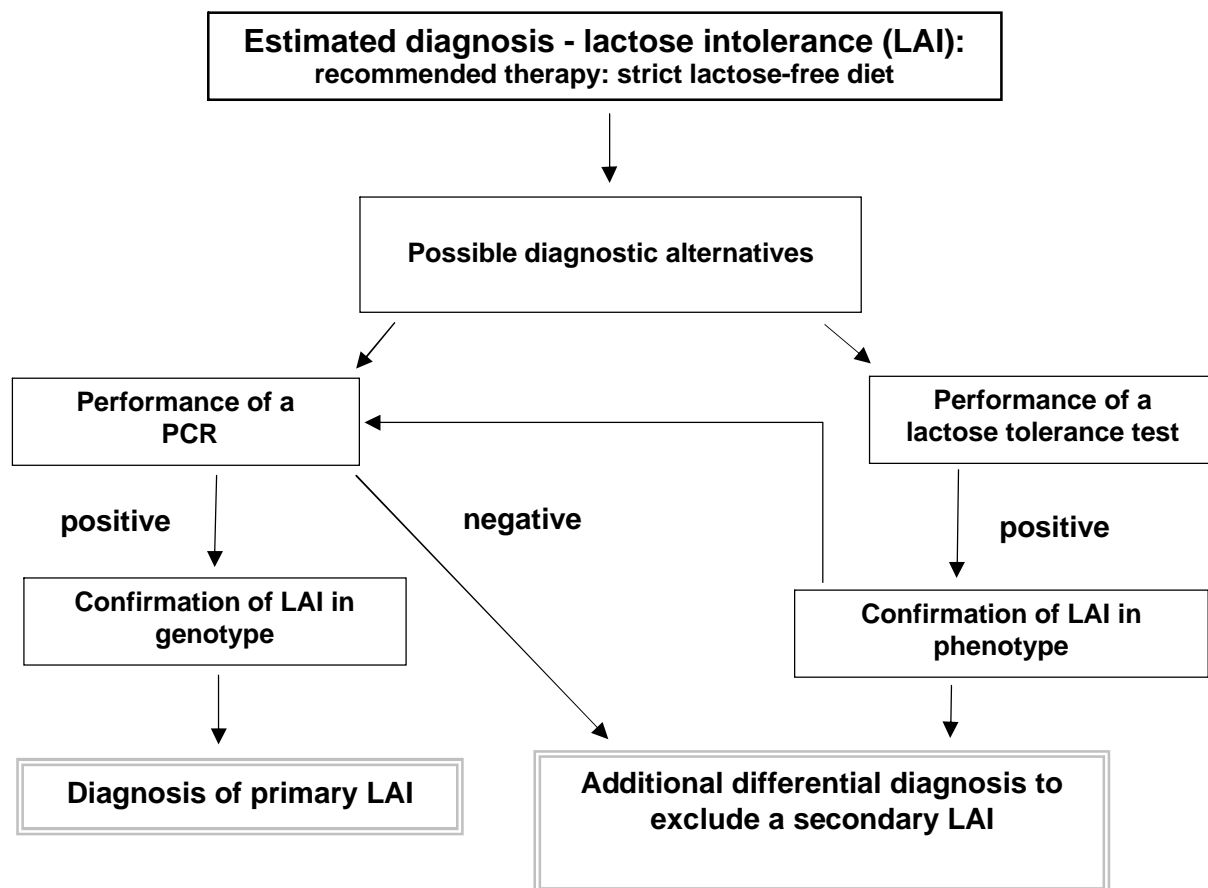 Estimated diagnosis - lactose intolerance (LAI):
recommended therapy: strict lactose-free diet
Possible diagnostic alternatives
Performance of a
PCR
Performance of a
lactose tolerance test
positive
negative
positive
Confirmation of LAI in
genotype
Confirmation of LAI in
phenotype
Diagnosis of primary LAI
Additional differential diagnosis to
exclude a secondary LAI